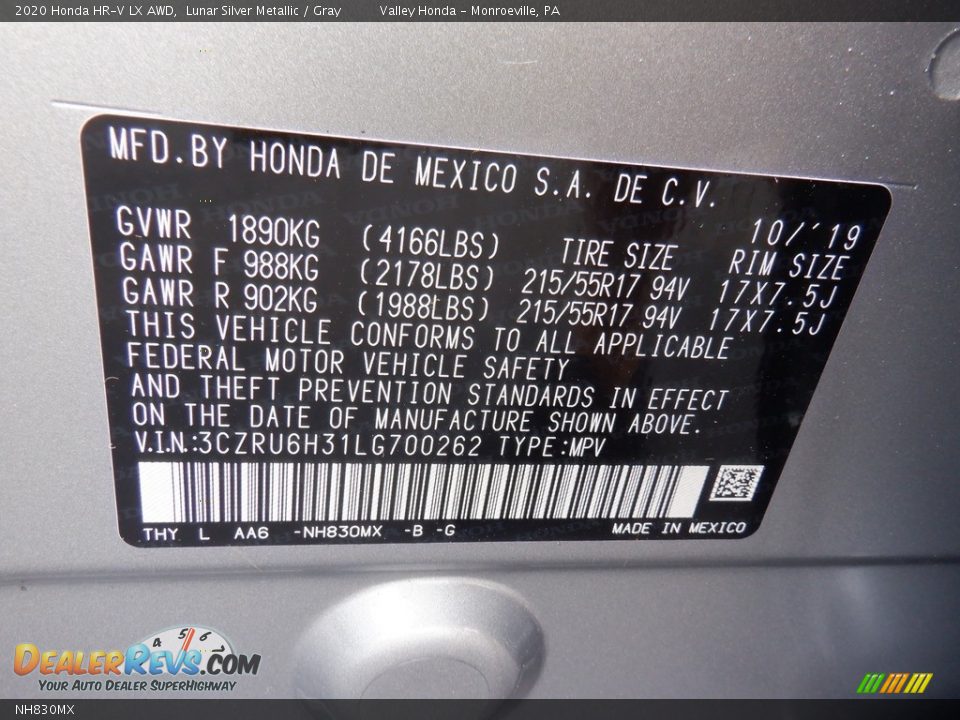 2020 Honda HR-V LX AWD, Lunar Silver Metallic / Gray Valley Honda - Monroeville, PA
MFD.BY HONDA DE MEXICO S.A. DE C.V.
10/'19
GVWR 1890KG (4166LBS) TIRE SIZE RIM SIZE
GAWR F 988KG (2178LBS) 215/55R17 94V 17X7.5J
GAWR R 902KG (1988LBS) 215/55R17 94V 17X7.5J
THIS VEHICLE CONFORMS TO ALL APPLICABLE
FEDERAL MOTOR VEHICLE SAFETY
AND THEFT PREVENTION STANDARDS IN EFFECT
ON THE DATE OF MANUFACTURE SHOWN ABOVE.
V.I.N.:3CZRU6H31LG700262 TYPE:MPV
THY L AA6 -NH830MX -B -G MADE IN MEXICO
4 5 6
DEALERREVS.COM
YOUR AUTO DEALER SUPERHIGHWAY
NH830MX